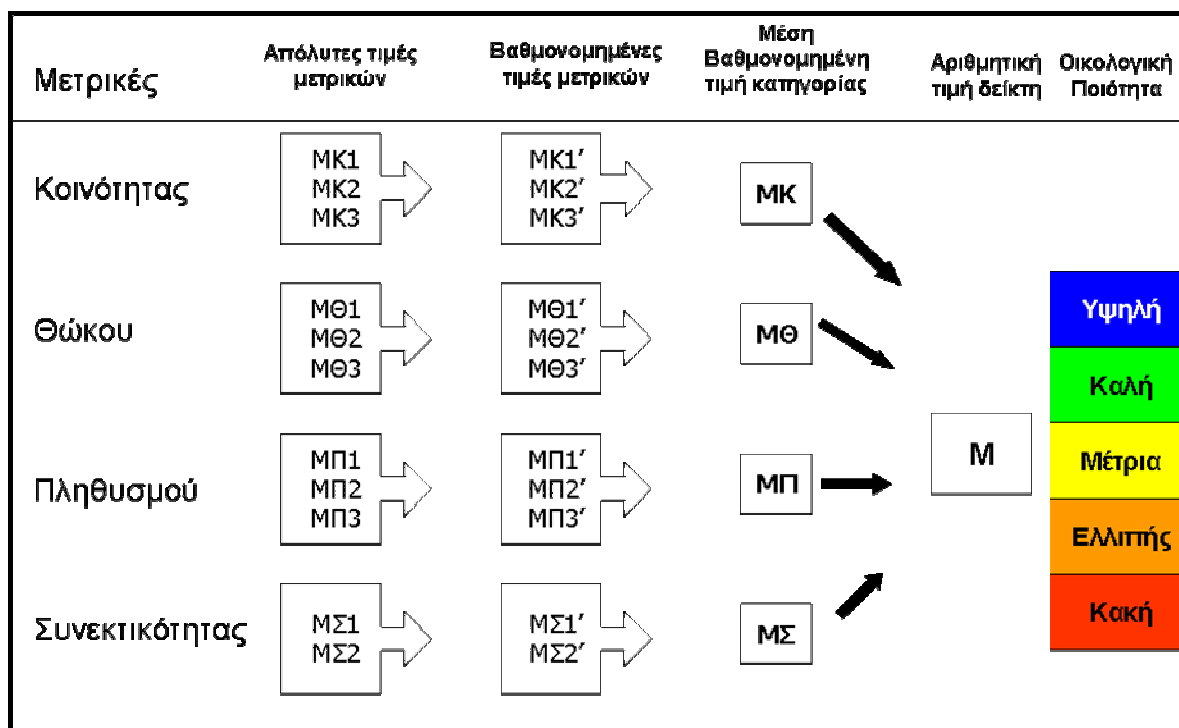 Μετρικές
Απόλυτες τιμές
μετρικών
Βαθμονομημένες
τιμές μετρικών
Μέση
Βαθμονομημένη
τιμή κατηγορίας
Αριθμητική
τιμή δείκτη
Οικολογική
Ποιότητα
Κοινότητας
ΜΚ1
ΜΚ2
ΜΚ3
ΜΚ1΄
ΜΚ2΄
ΜΚ3΄
ΜΚ
Θώκου
ΜΘ1
ΜΘ2
ΜΘ3
ΜΘ1΄
ΜΘ2΄
ΜΘ3΄
ΜΘ
Πληθυσμού
ΜΠ1
ΜΠ2
ΜΠ3
ΜΠ1΄
ΜΠ2΄
ΜΠ3΄
ΜΠ
Συνεκτικότητας
ΜΣ1
ΜΣ2
ΜΣ1΄
ΜΣ2΄
ΜΣ
Μ
Υψηλή
Καλή
Μέτρια
Ελλιπής
Κακή